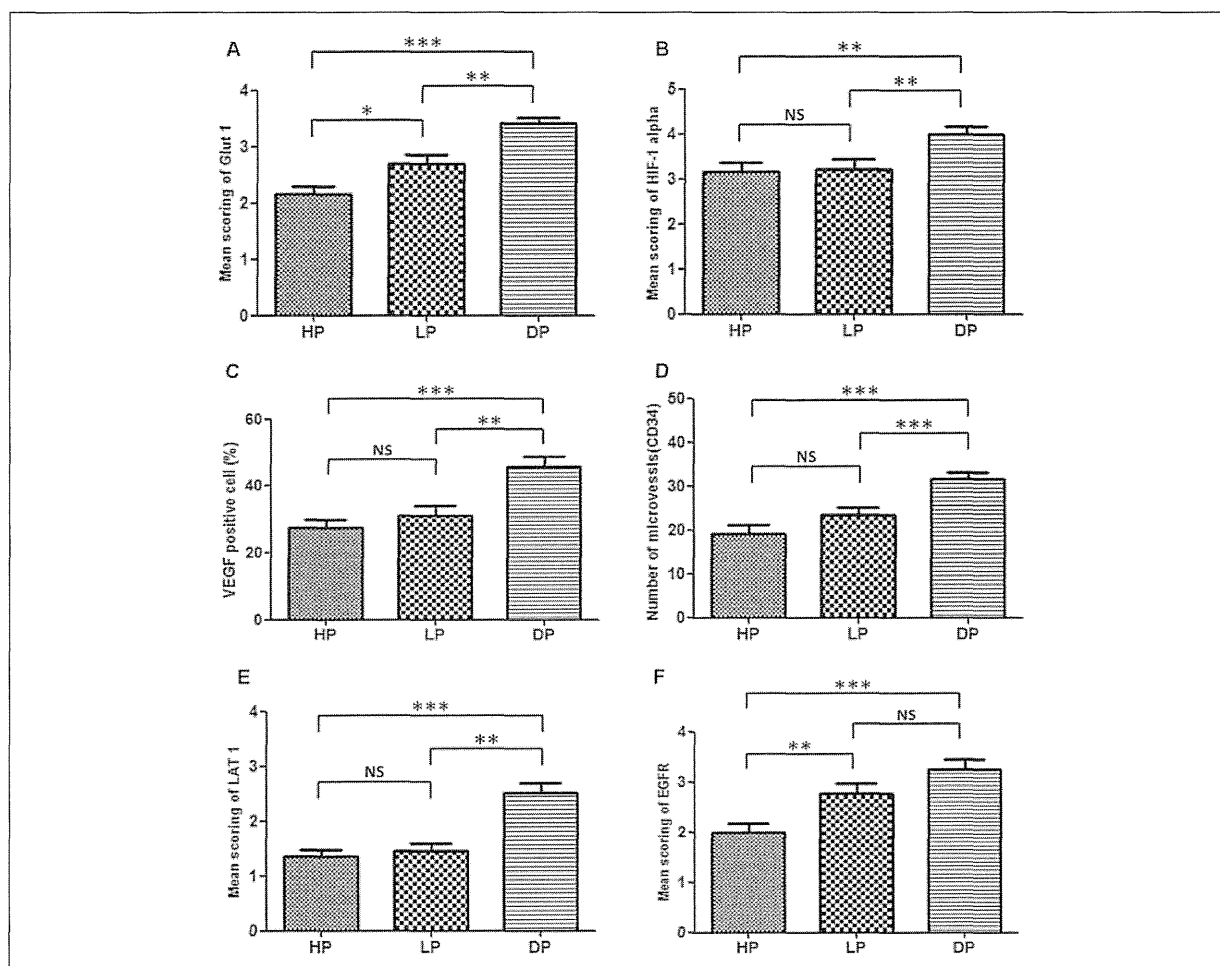 A
***
**
*
Mean scoring of Glut 1
4
3
2
1
0
HP LP DP
B
**
**
NS
Mean scoring of HIF-1 alpha
5
4
3
2
1
0
HP LP DP
C
***
**
NS
VEGF positive cell (%)
60
40
20
0
HP LP DP
D
***
***
NS
Number of microvessls(CD34)
50
40
30
20
10
0
HP LP DP
E
***
**
NS
Mean scoring of LAT 1
4
3
2
1
0
HP LP DP
F
***
NS
**
Mean scoring of EGFR
4
3
2
1
0
HP LP DP